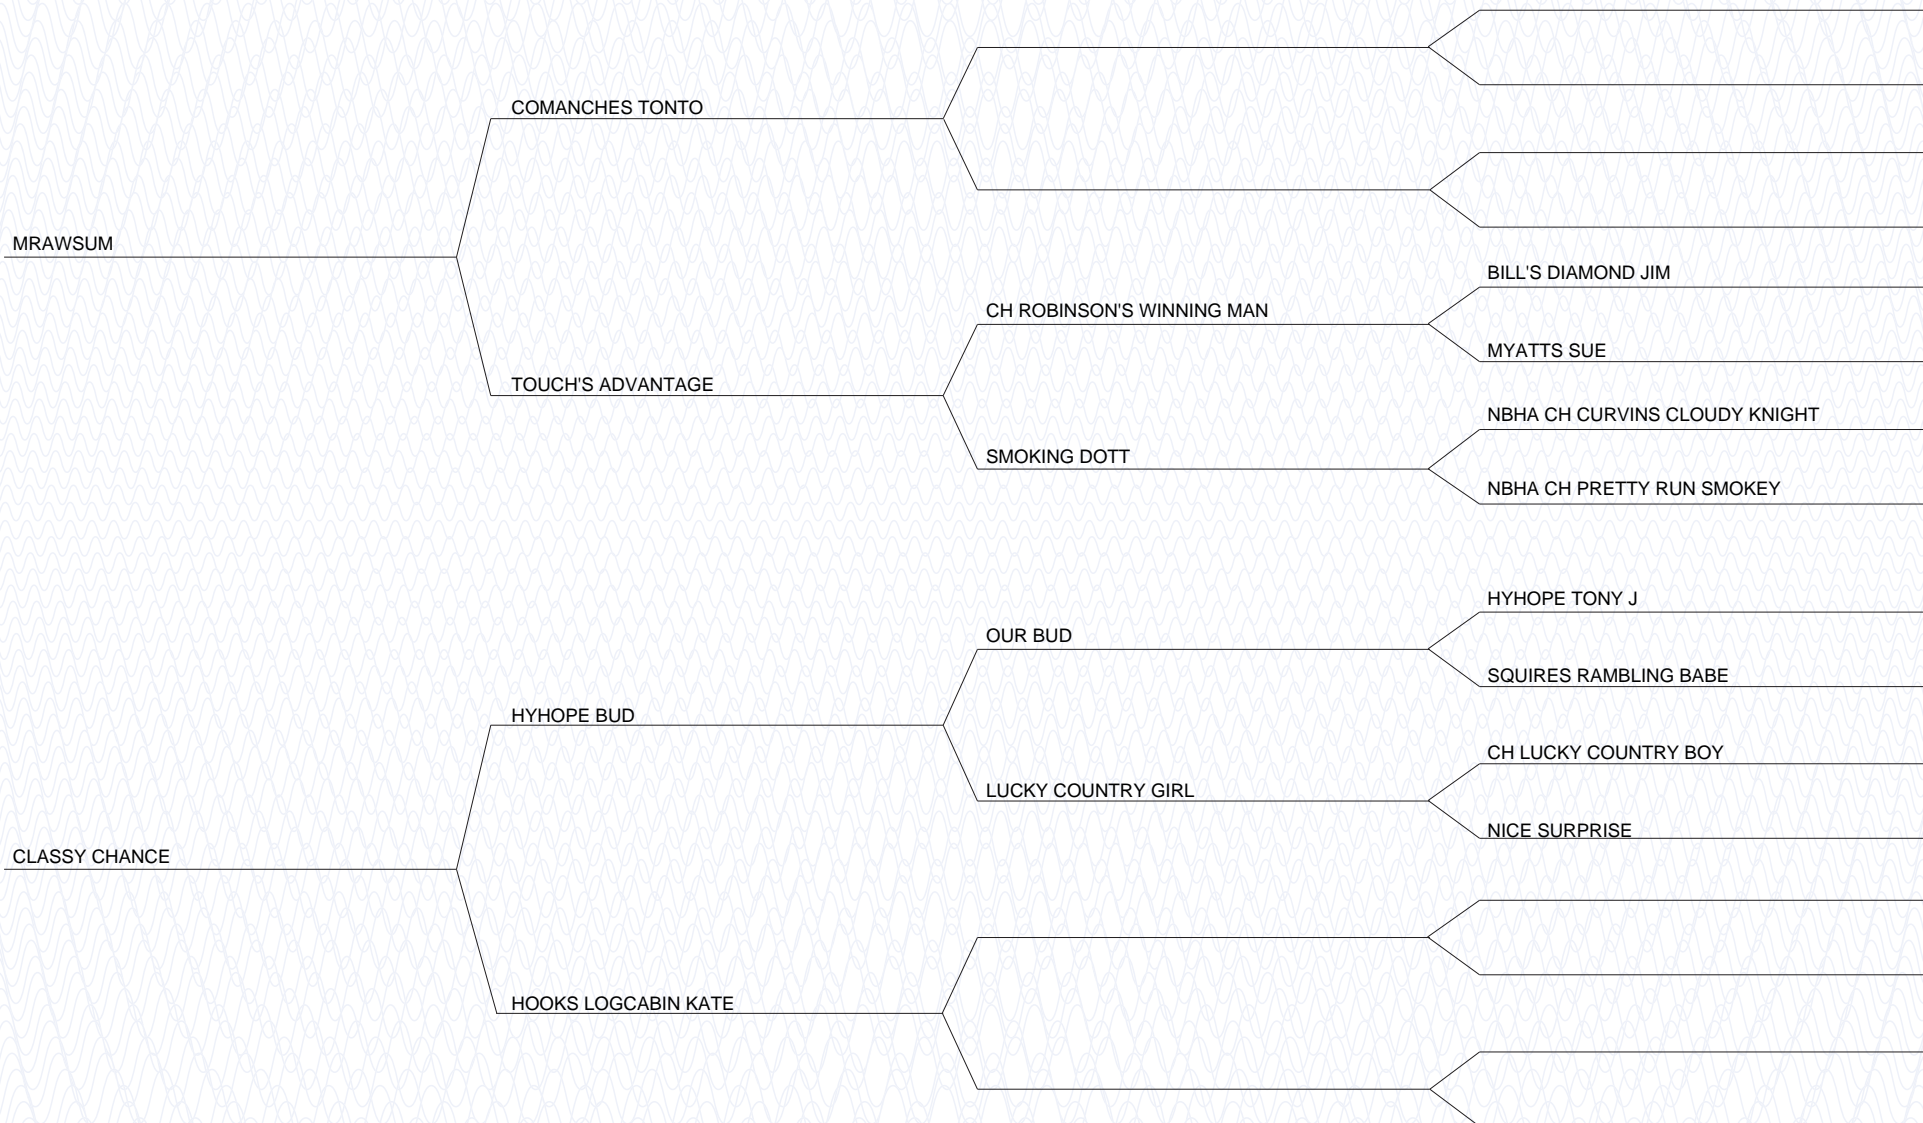 COMANCHES TONTO
MRAWSUM
BILL'S DIAMOND JIM
CH ROBINSON'S WINNING MAN
MYATTS SUE
TOUCH'S ADVANTAGE
NBHA CH CURVINS CLOUDY KNIGHT
SMOKING DOTT
NBHA CH PRETTY RUN SMOKEY
HYHOPE TONY J
OUR BUD
SQUIRES RAMBLING BABE
HYHOPE BUD
CH LUCKY COUNTRY BOY
LUCKY COUNTRY GIRL
NICE SURPRISE
CLASSY CHANCE
HOOKS LOGCABIN KATE